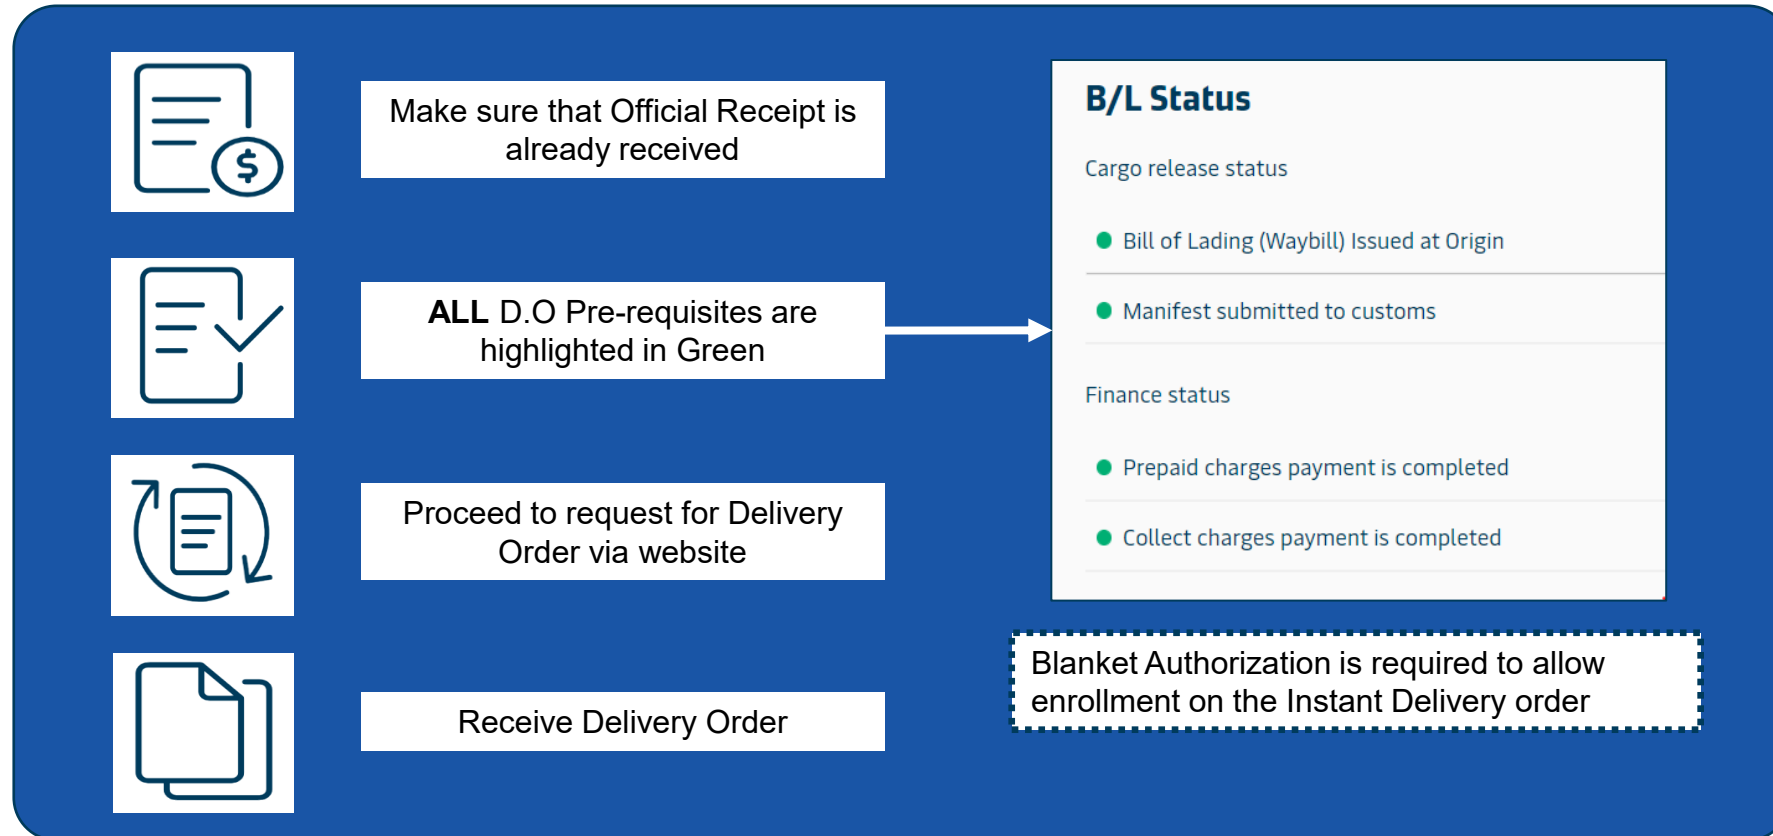 $
Make sure that Official Receipt is
already received
ALL D.O Pre-requisites are
highlighted in Green
Proceed to request for Delivery
Order via website
Receive Delivery Order
B/L Status
Cargo release status
Bill of Lading (Waybill) Issued at Origin
Manifest submitted to customs
Finance status
Prepaid charges payment is completed
Collect charges payment is completed
Blanket Authorization is required to allow
enrollment on the Instant Delivery order